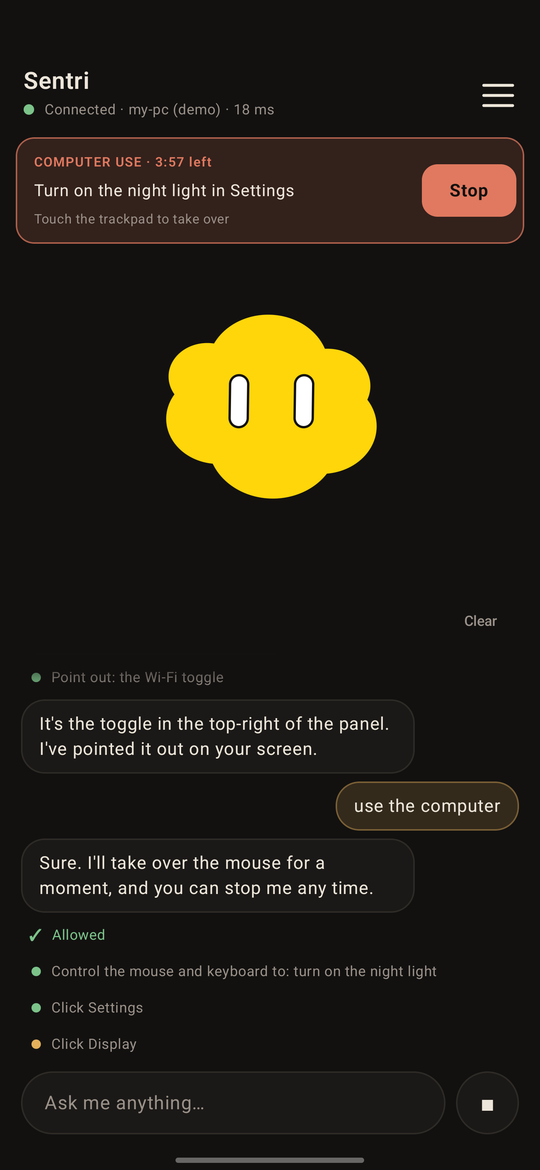 Sentri
Connected · my-pc (demo) · 18 ms
COMPUTER USE · 3:57 left
Turn on the night light in Settings
Touch the trackpad to take over
Stop
Clear
Point out: the Wi-Fi toggle
It's the toggle in the top-right of the panel.
I've pointed it out on your screen.
use the computer
Sure. I'll take over the mouse for a
moment, and you can stop me any time.
✓ Allowed
Control the mouse and keyboard to: turn on the night light
Click Settings
Click Display
Ask me anything…